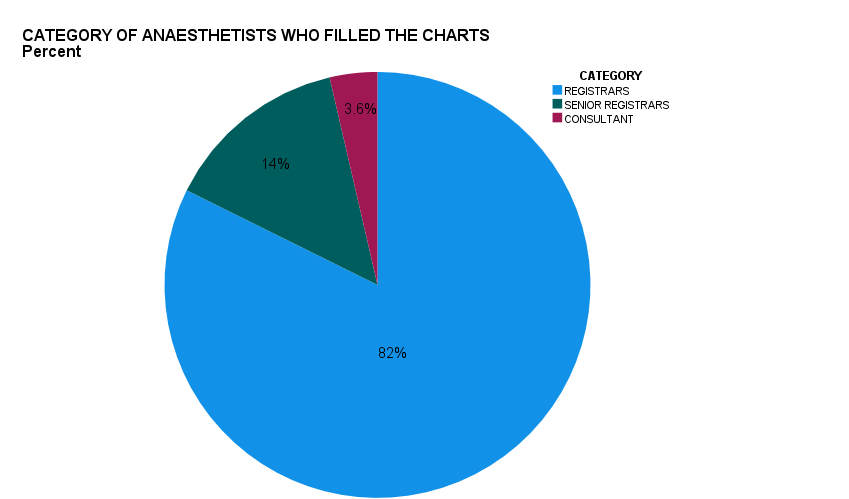 CATEGORY OF ANAESTHETISTS WHO FILLED THE CHARTS
Percent
CATEGORY
REGISTRARS
SENIOR REGISTRARS
CONSULTANT
3.6%
14%
82%